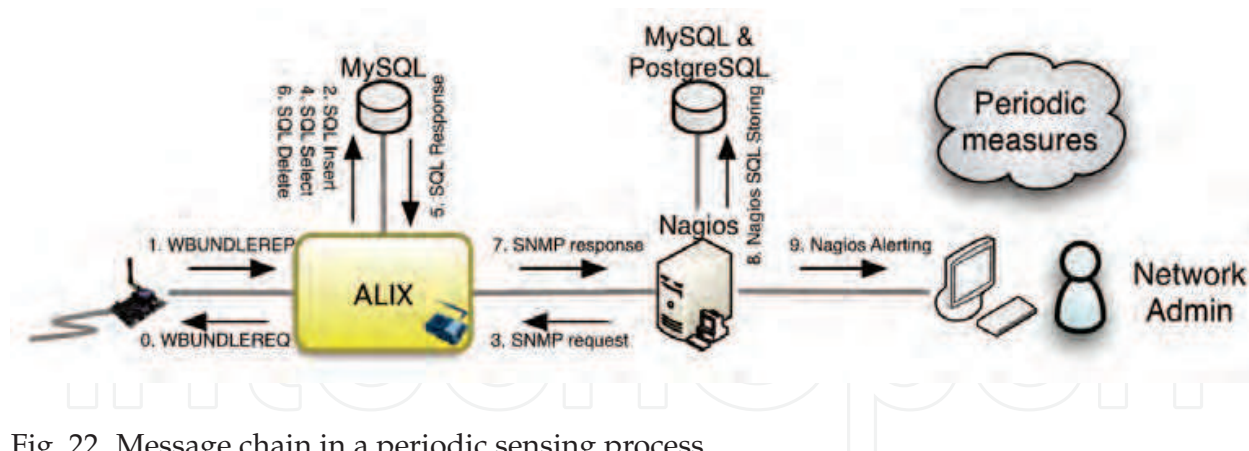 MySQL &
PostgreSQL
MySQL
Periodic
measures
2. SQL Insert
4. SQL Select
6. SQL Delete
5. SQL Response
8. Nagios SQL Storing
Nagios
1. WBUNDLEREP
7. SNMP response
9. Nagios Alerting
ALIX
Network
Admin
0. WBUNDLEREQ
3. SNMP request
intechopen
Fig. 22. Message chain in a periodic sensing process